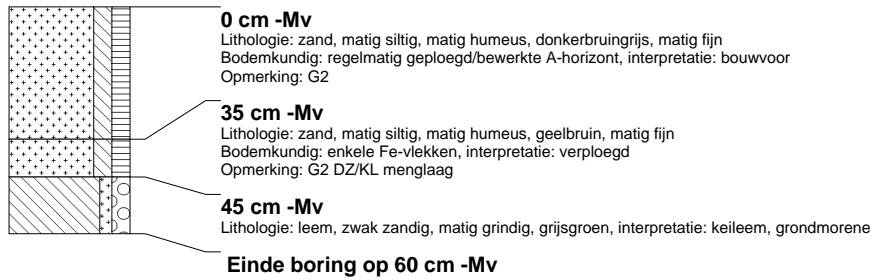 0 cm -Mv
Lithologie: zand, matig siltig, matig humeus, donkerbruingrijs, matig fijn
Bodemkundig: regelmatig geploegd/bewerkte A-horizont, interpretatie: bouwvoor
Opmerking: G2
35 cm -Mv
Lithologie: zand, matig siltig, matig humeus, geelbruin, matig fijn
Bodemkundig: enkele Fe-vlekken, interpretatie: verploegd
Opmerking: G2 DZ/KL menglaag
45 cm -Mv
Lithologie: leem, zwak zandig, matig grindig, grijsgroen, interpretatie: keileem, grondmorene
Einde boring op 60 cm -Mv